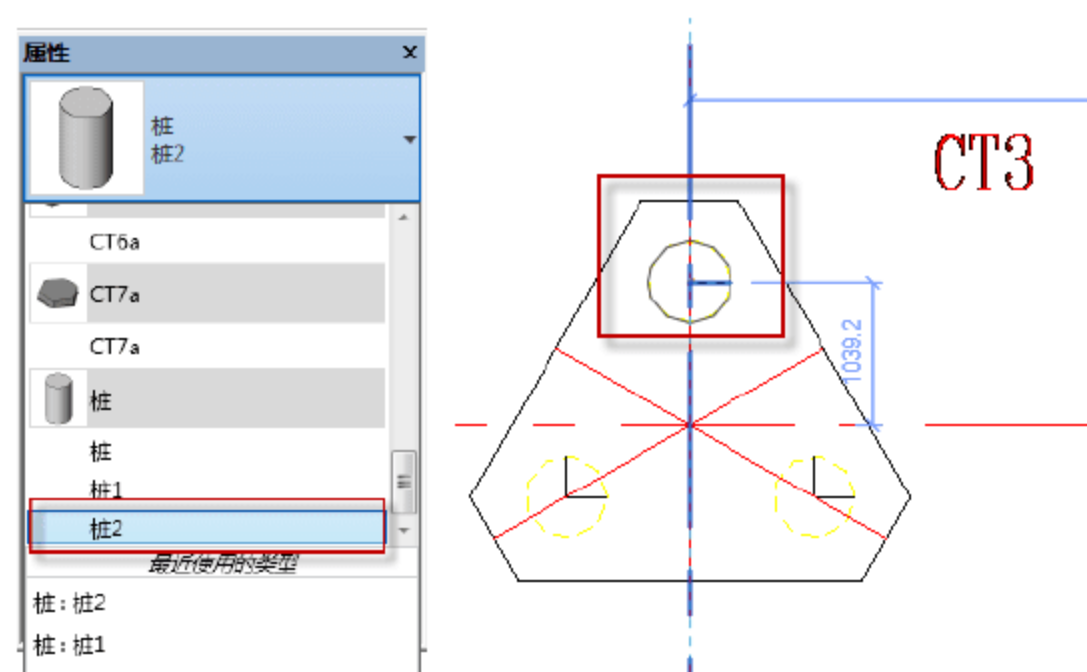 属性
桩
桩2
CT6a
CT7a
CT7a
桩
桩
桩1
桩2
最近使用的类型
桩 : 桩2
桩 : 桩1
CT3
1039.2